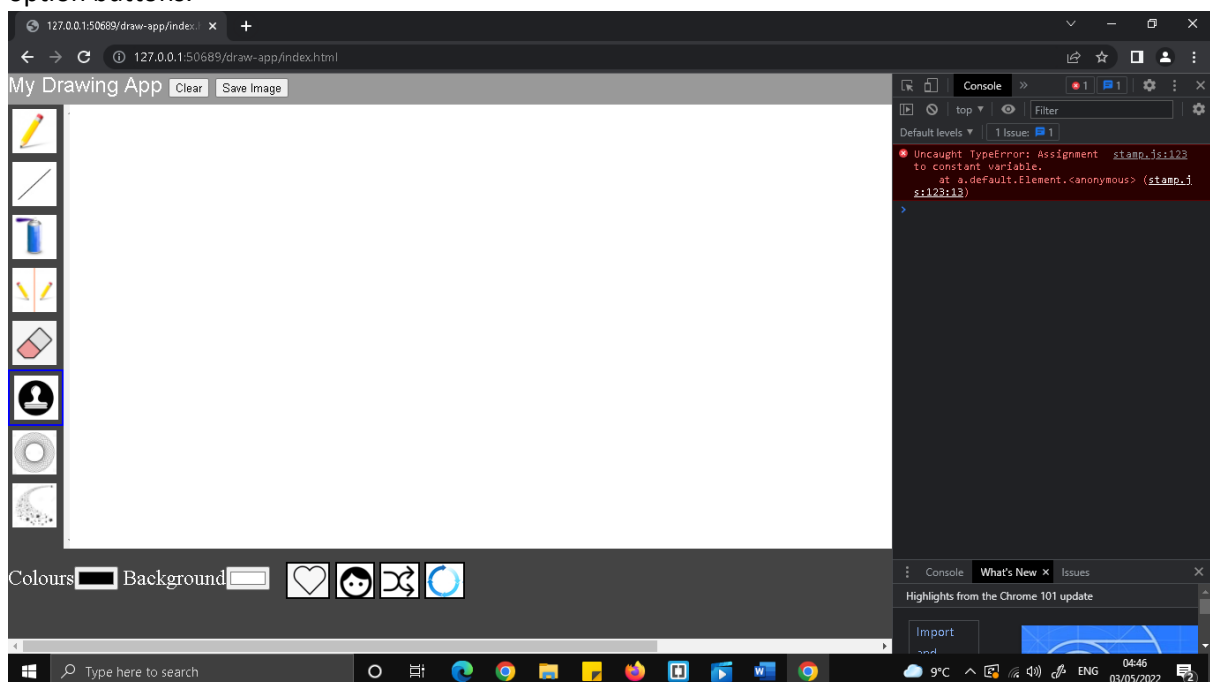 127.0.0.1:50689/draw-app/index.
127.0.0.1:50689/draw-app/index.html
My Drawing App Clear Save Image
Console » 1 1
top Filter
Default levels 1 Issue: 1
Uncaught TypeError: Assignment stamp.js:123
to constant variable.
at a.default.Element.<anonymous> (stamp.j
s:123:13)
Colours Background
Console What's New × Issues
Highlights from the Chrome 101 update
Import
Type here to search
9°C ENG 04:46
03/05/2022 2